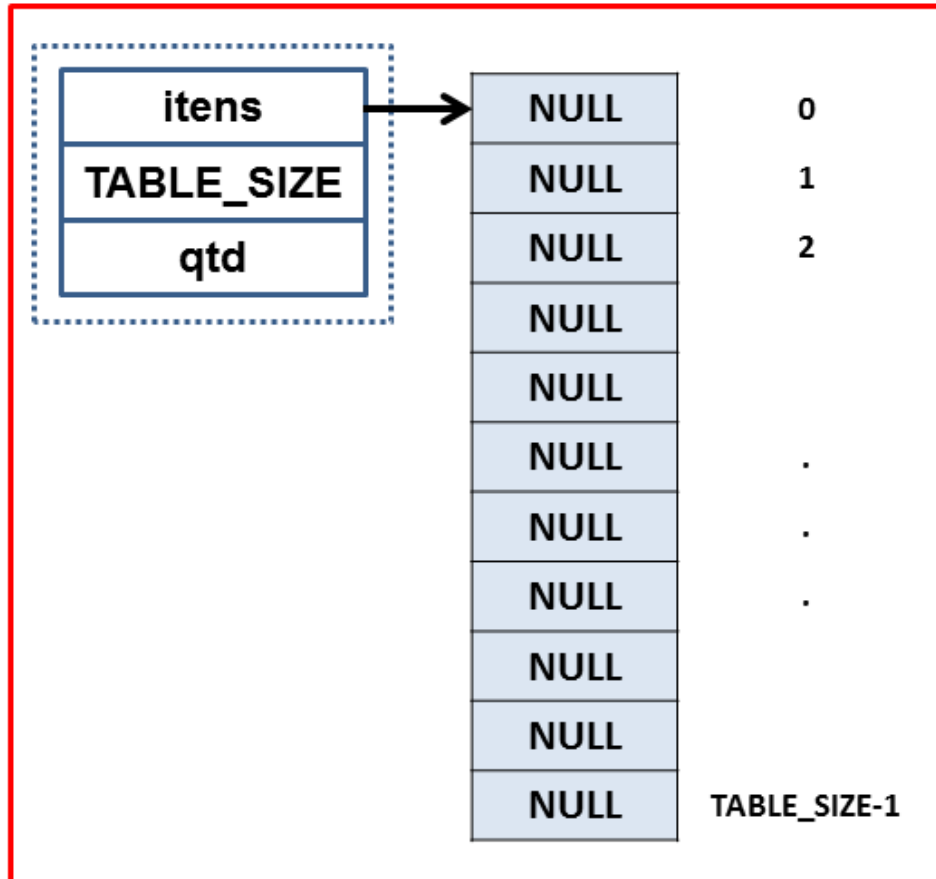 itens
TABLE_SIZE
qtd
NULL 0
NULL 1
NULL 2
NULL
NULL
NULL .
NULL .
NULL .
NULL
NULL
NULL TABLE_SIZE-1